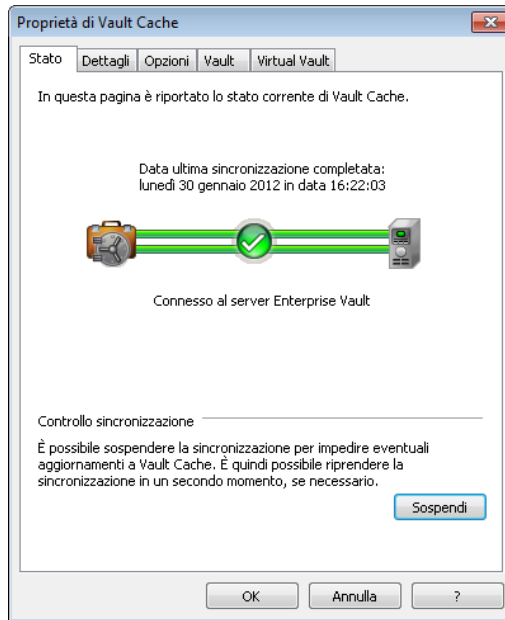 Proprietà di Vault Cache
Stato Dettagli Opzioni Vault Virtual Vault
In questa pagina è riportato lo stato corrente di Vault Cache.
Data ultima sincronizzazione completata:
lunedì 30 gennaio 2012 in data 16:22:03
Connesso al server Enterprise Vault
Controllo sincronizzazione
È possibile sospendere la sincronizzazione per impedire eventuali
aggiornamenti a Vault Cache. È quindi possibile riprendere la
sincronizzazione in un secondo momento, se necessario.
Sospendi
OK Annulla ?